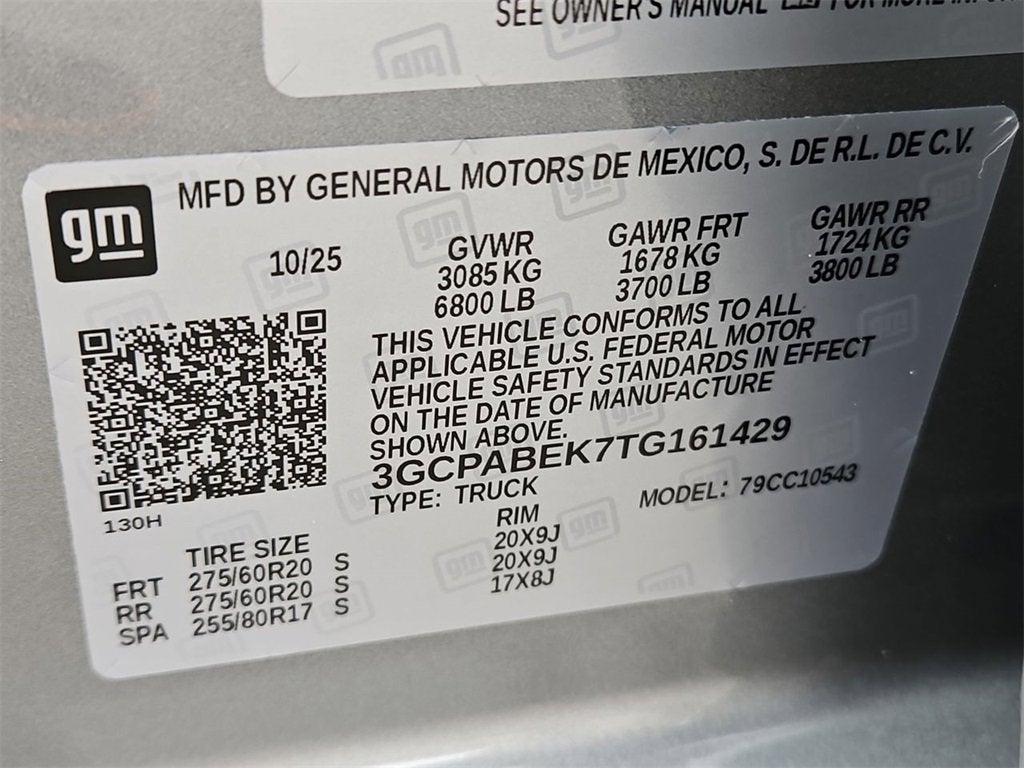 SEE OWNER'S MANUAL FOR MORE
gm
MFD BY GENERAL MOTORS DE MEXICO, S. DE R.L. DE C.V.
10/25
GVWR GAWR FRT GAWR RR
3085 KG 1678 KG 1724 KG
6800 LB 3700 LB 3800 LB
THIS VEHICLE CONFORMS TO ALL
APPLICABLE U.S. FEDERAL MOTOR
VEHICLE SAFETY STANDARDS IN EFFECT
ON THE DATE OF MANUFACTURE
SHOWN ABOVE.
3GCPABEK7TG161429
TYPE: TRUCK MODEL: 79CC10543
130H
TIRE SIZE RIM
FRT 275/60R20 S 20X9J
RR 275/60R20 S 20X9J
SPA 255/80R17 S 17X8J